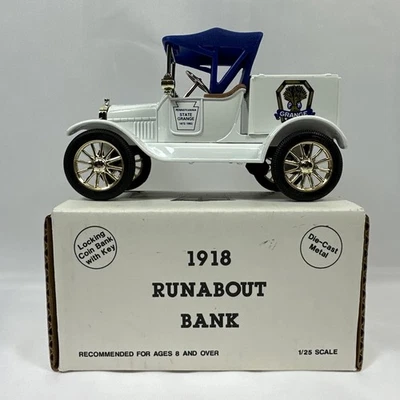 PENNSYLVANIA
STATE
GRANGE
GRANGE
Locking
Coin Bank
with Key
Die-Cast
Metal
1918
RUNABOUT
BANK
RECOMMENDED FOR AGES 8 AND OVER
1/25 SCALE